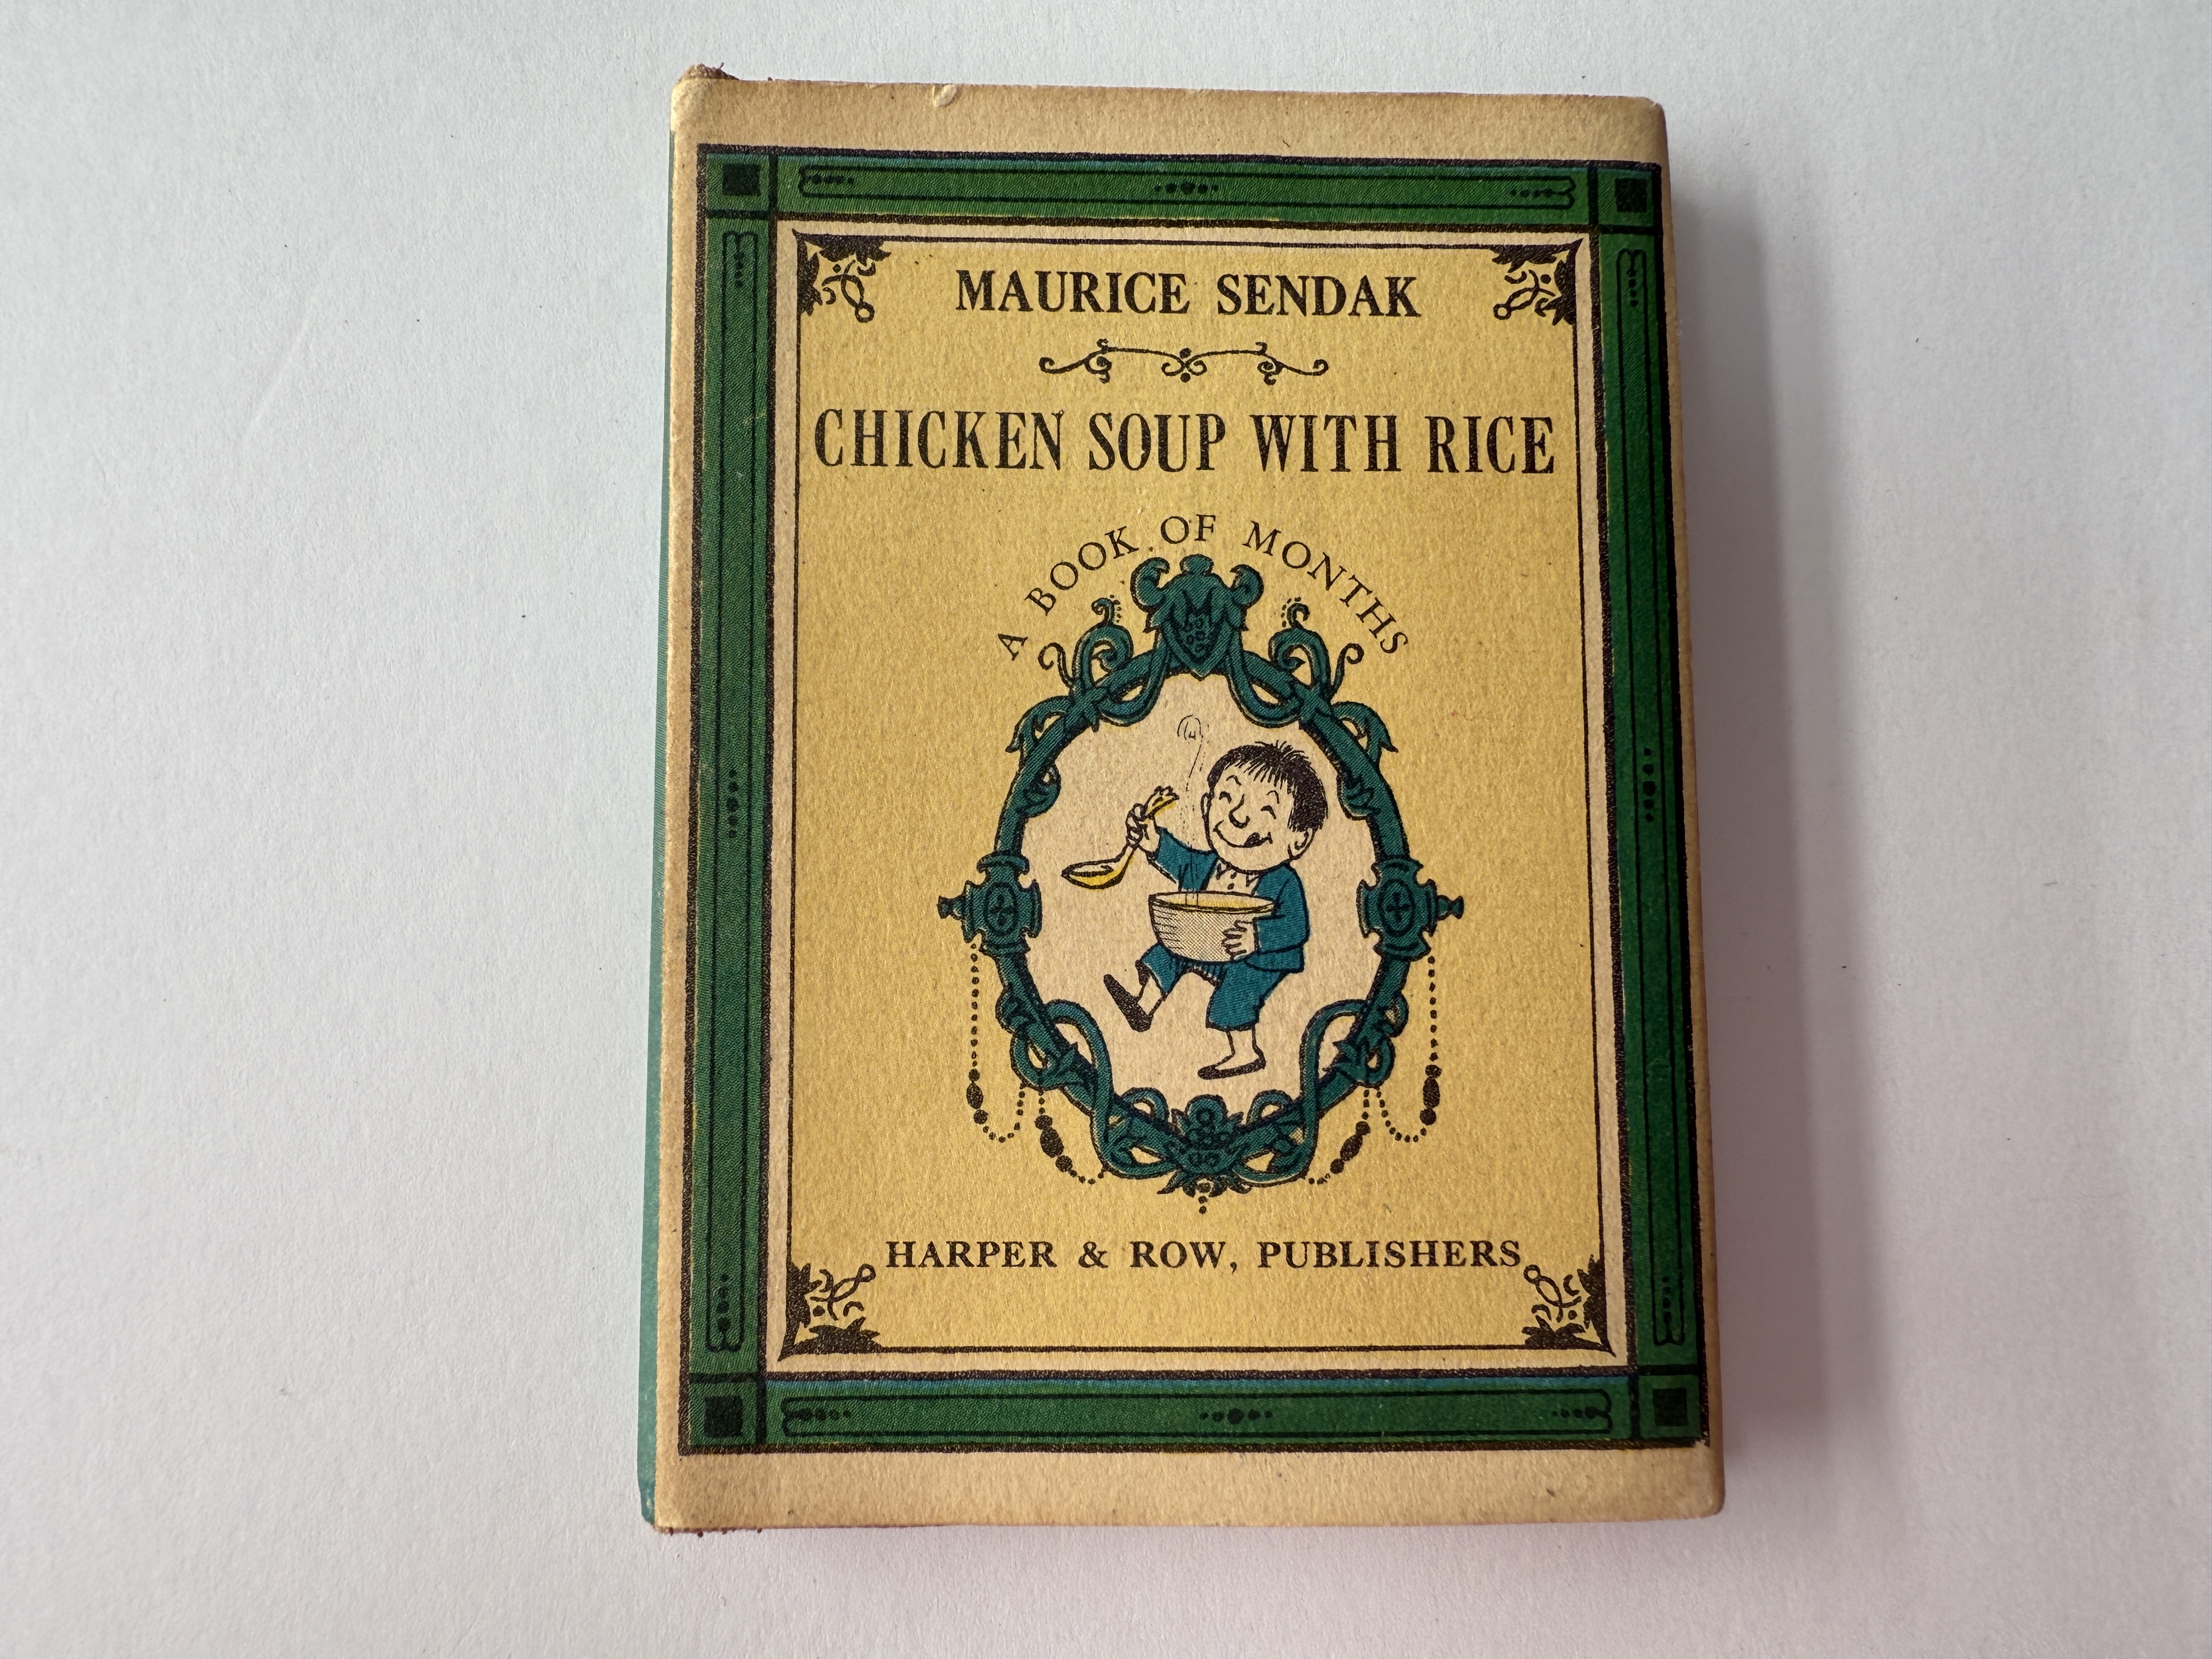 MAURICE SENDAK
CHICKEN SOUP WITH RICE
A BOOK OF MONTHS
HARPER & ROW, PUBLISHERS